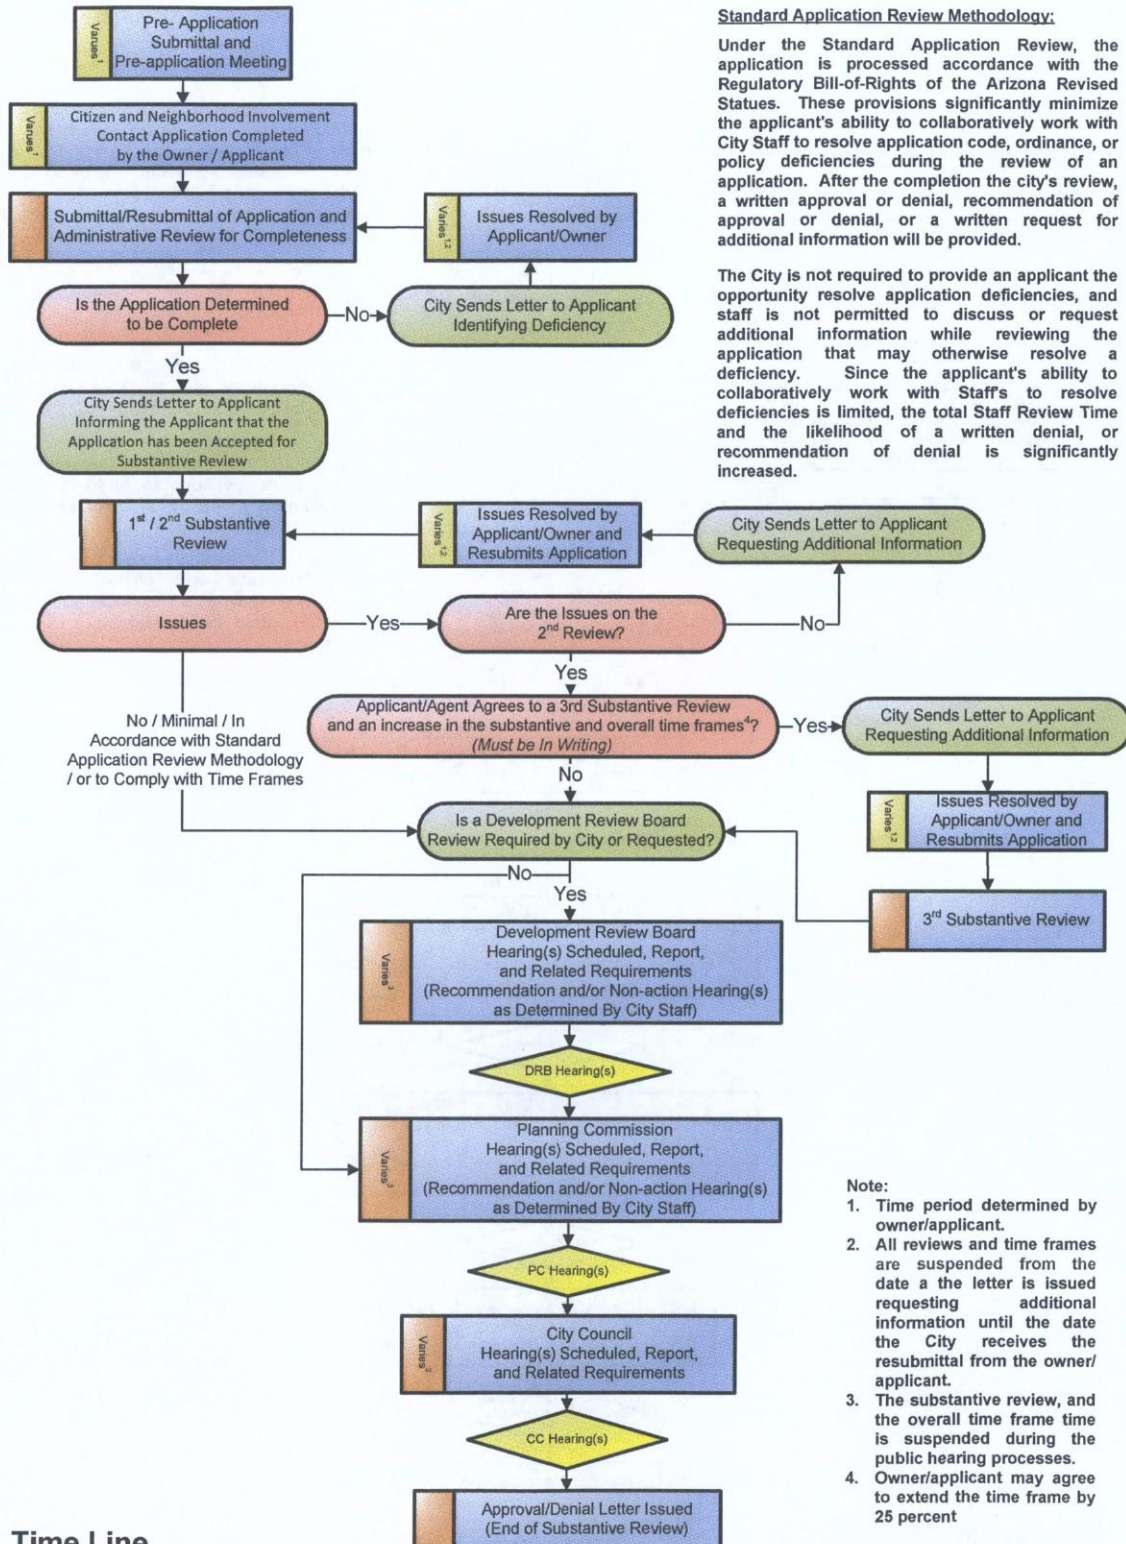 Pre- Application
Submittal and
Pre-application Meeting
Varues1
Citizen and Neighborhood Involvement
Contact Application Completed
by the Owner / Applicant
Varues1
Submittal/Resubmittal of Application and
Administrative Review for Completeness
Issues Resolved by
Applicant/Owner
Varies1,2
Is the Application Determined
to be Complete
No
City Sends Letter to Applicant
Identifying Deficiency
Yes
City Sends Letter to Applicant
Informing the Applicant that the
Application has been Accepted for
Substantive Review
1st / 2nd Substantive
Review
Varies1,2
Issues Resolved by
Applicant/Owner and
Resubmits Application
City Sends Letter to Applicant
Requesting Additional Information
Issues
Yes
Are the Issues on the
2nd Review?
No
Yes
No / Minimal / In
Accordance with Standard
Application Review Methodology
/ or to Comply with Time Frames
Applicant/Agent Agrees to a 3rd Substantive Review
and an increase in the substantive and overall time frames4?
(Must be In Writing)
Yes
City Sends Letter to Applicant
Requesting Additional Information
No
Varies1,2
Issues Resolved by
Applicant/Owner and
Resubmits Application
3rd Substantive Review
Is a Development Review Board
Review Required by City or Requested?
No
Yes
Varies3
Development Review Board
Hearing(s) Scheduled, Report,
and Related Requirements
(Recommendation and/or Non-action Hearing(s)
as Determined By City Staff)
DRB Hearing(s)
Varies3
Planning Commission
Hearing(s) Scheduled, Report,
and Related Requirements
(Recommendation and/or Non-action Hearing(s)
as Determined By City Staff)
PC Hearing(s)
Varies3
City Council
Hearing(s) Scheduled, Report,
and Related Requirements
CC Hearing(s)
Approval/Denial Letter Issued
(End of Substantive Review)
Standard Application Review Methodology:
Under the Standard Application Review, the
application is processed accordance with the
Regulatory Bill-of-Rights of the Arizona Revised
Statues. These provisions significantly minimize
the applicant's ability to collaboratively work with
City Staff to resolve application code, ordinance, or
policy deficiencies during the review of an
application. After the completion the city's review,
a written approval or denial, recommendation of
approval or denial, or a written request for
additional information will be provided.
The City is not required to provide an applicant the
opportunity resolve application deficiencies, and
staff is not permitted to discuss or request
additional information while reviewing the
application that may otherwise resolve a
deficiency. Since the applicant's ability to
collaboratively work with Staff's to resolve
deficiencies is limited, the total Staff Review Time
and the likelihood of a written denial, or
recommendation of denial is significantly
increased.
Note:
1. Time period determined by
owner/applicant.
2. All reviews and time frames
are suspended from the
date a the letter is issued
requesting additional
information until the date
the City receives the
resubmittal from the owner/
applicant.
3. The substantive review, and
the overall time frame time
is suspended during the
public hearing processes.
4. Owner/applicant may agree
to extend the time frame by
25 percent
Time Line